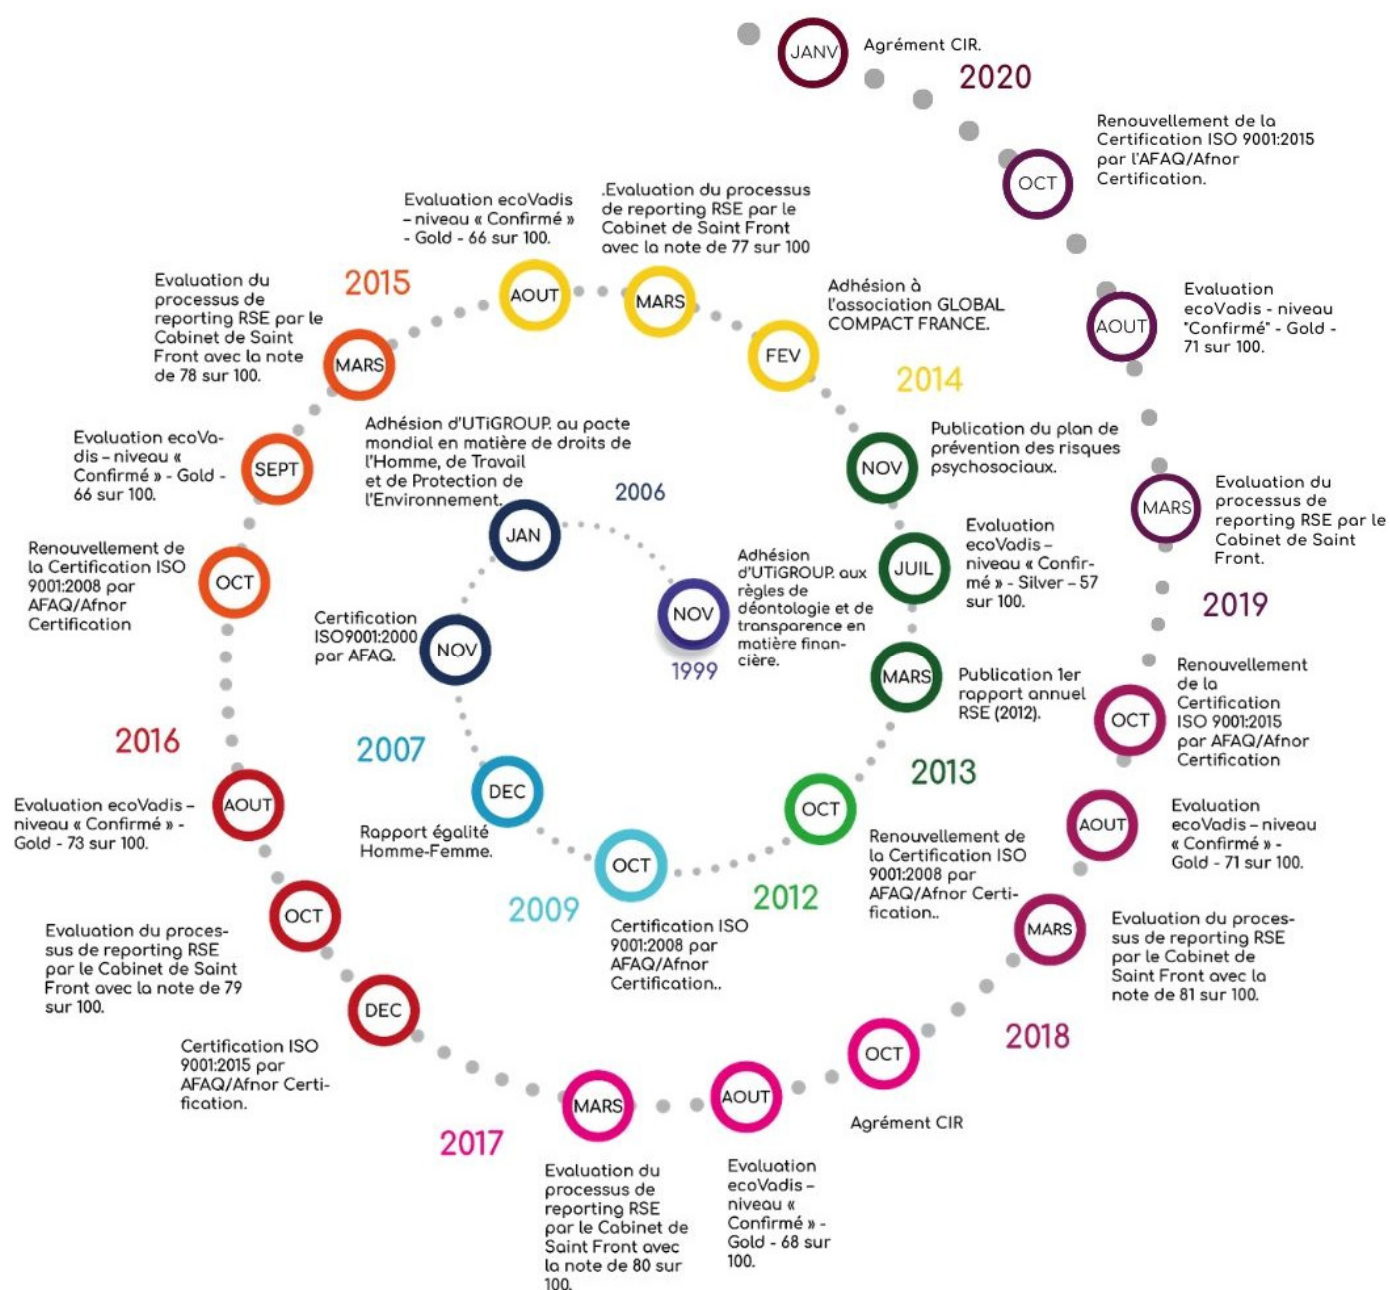 JANV
Agrément CIR.
2020
Renouvellement de la
Certification ISO 9001:2015
par l'AFAQ/Afnor
Certification.
OCT
Evaluation
ecoVadis - niveau
"Confirmé" - Gold -
71 sur 100.
AOUT
Evaluation du
processus de
reporting RSE par le
Cabinet de Saint
Front.
MARS
2019
Renouvellement
de la
Certification
ISO 9001:2015
par AFAQ/Afnor
Certification
OCT
Evaluation
ecoVadis – niveau
« Confirmé » -
Gold - 71 sur 100.
AOUT
Evaluation du proces-
sus de reporting RSE
par le Cabinet de
Saint Front avec la
note de 81 sur 100.
MARS
2018
OCT
Agrément CIR
AOUT
Evaluation
ecoVadis –
niveau «
Confirmé » -
Gold - 68 sur
100.
MARS
Evaluation du
processus de
reporting RSE
par le Cabinet de
Saint Front avec
la note de 80 sur
100.
2017
DEC
Certification ISO
9001:2015 par
AFAQ/Afnor Certi-
fication.
OCT
Evaluation du proces-
sus de reporting RSE
par le Cabinet de Saint
Front avec la note de 79
sur 100.
AOUT
Evaluation ecoVadis –
niveau « Confirmé » -
Gold - 73 sur 100.
2016
OCT
Renouvellement de
la Certification ISO
9001:2008 par
AFAQ/Afnor
Certification
SEPT
Evaluation ecoVa-
dis – niveau «
Confirmé » - Gold -
66 sur 100.
MARS
Evaluation du
processus de
reporting RSE par le
Cabinet de Saint
Front avec la note
de 78 sur 100.
2015
AOUT
Evaluation ecoVadis
– niveau « Confirmé »
- Gold - 66 sur 100.
MARS
.Evaluation du processus
de reporting RSE par le
Cabinet de Saint Front
avec la note de 77 sur 100
FEV
Adhésion à
l'association GLOBAL
COMPACT FRANCE.
2014
NOV
Publication du plan de
prévention des risques
psychosociaux.
JUIL
Evaluation
ecoVadis –
niveau « Confir-
mé » - Silver – 57
sur 100.
MARS
Publication 1er
rapport annuel
RSE (2012).
2013
OCT
Renouvellement de
la Certification ISO
9001:2008 par
AFAQ/Afnor Certi-
fication..
2012
OCT
Certification ISO
9001:2008 par
AFAQ/Afnor
Certification..
2009
DEC
Rapport égalité
Homme-Femme.
2007
NOV
Certification
ISO9001:2000
par AFAQ.
JAN
Adhésion d'UTiGROUP. au pacte
mondial en matière de droits de
l'Homme, de Travail
et de Protection de
l'Environnement.
2006
NOV
Adhésion
d'UTiGROUP. aux
règles de
déontologie et de
transparence en
matière finan-
cière.
1999